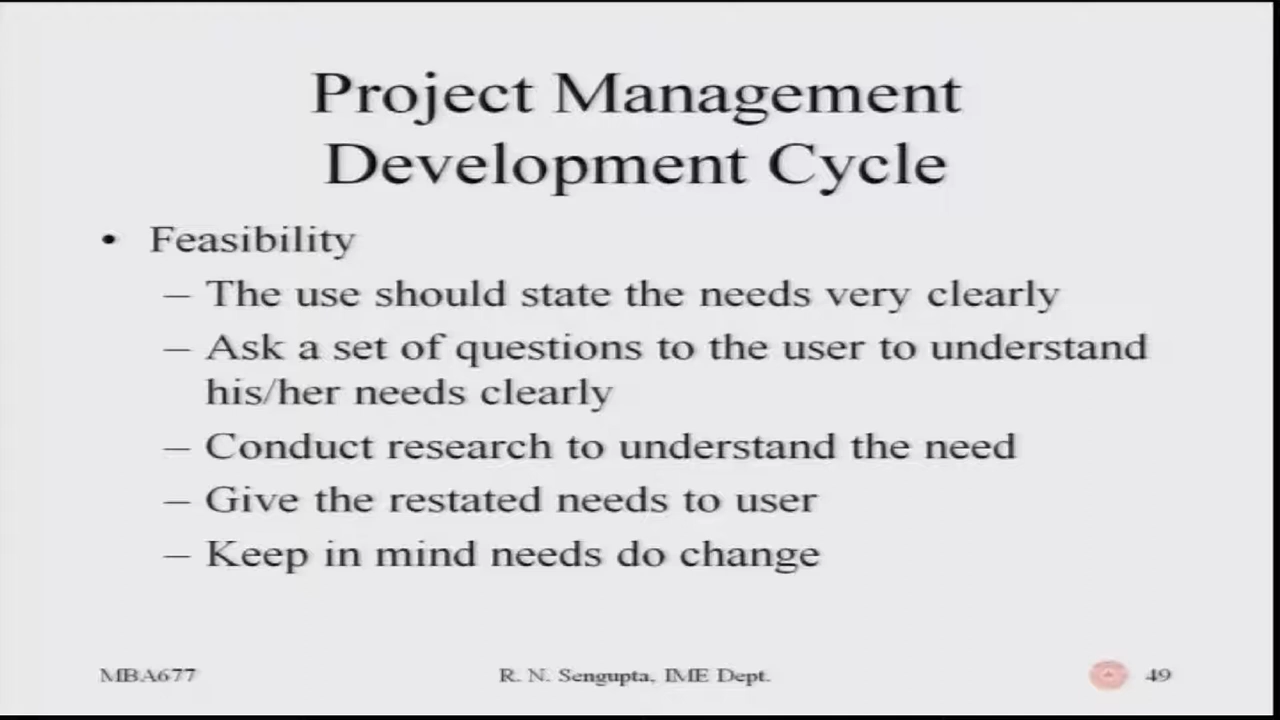 Project Management
Development Cycle
• Feasibility
– The use should state the needs very clearly
– Ask a set of questions to the user to understand
his/her needs clearly
– Conduct research to understand the need
– Give the restated needs to user
– Keep in mind needs do change
MBA677
R. N. Sengupta, IME Dept.
49